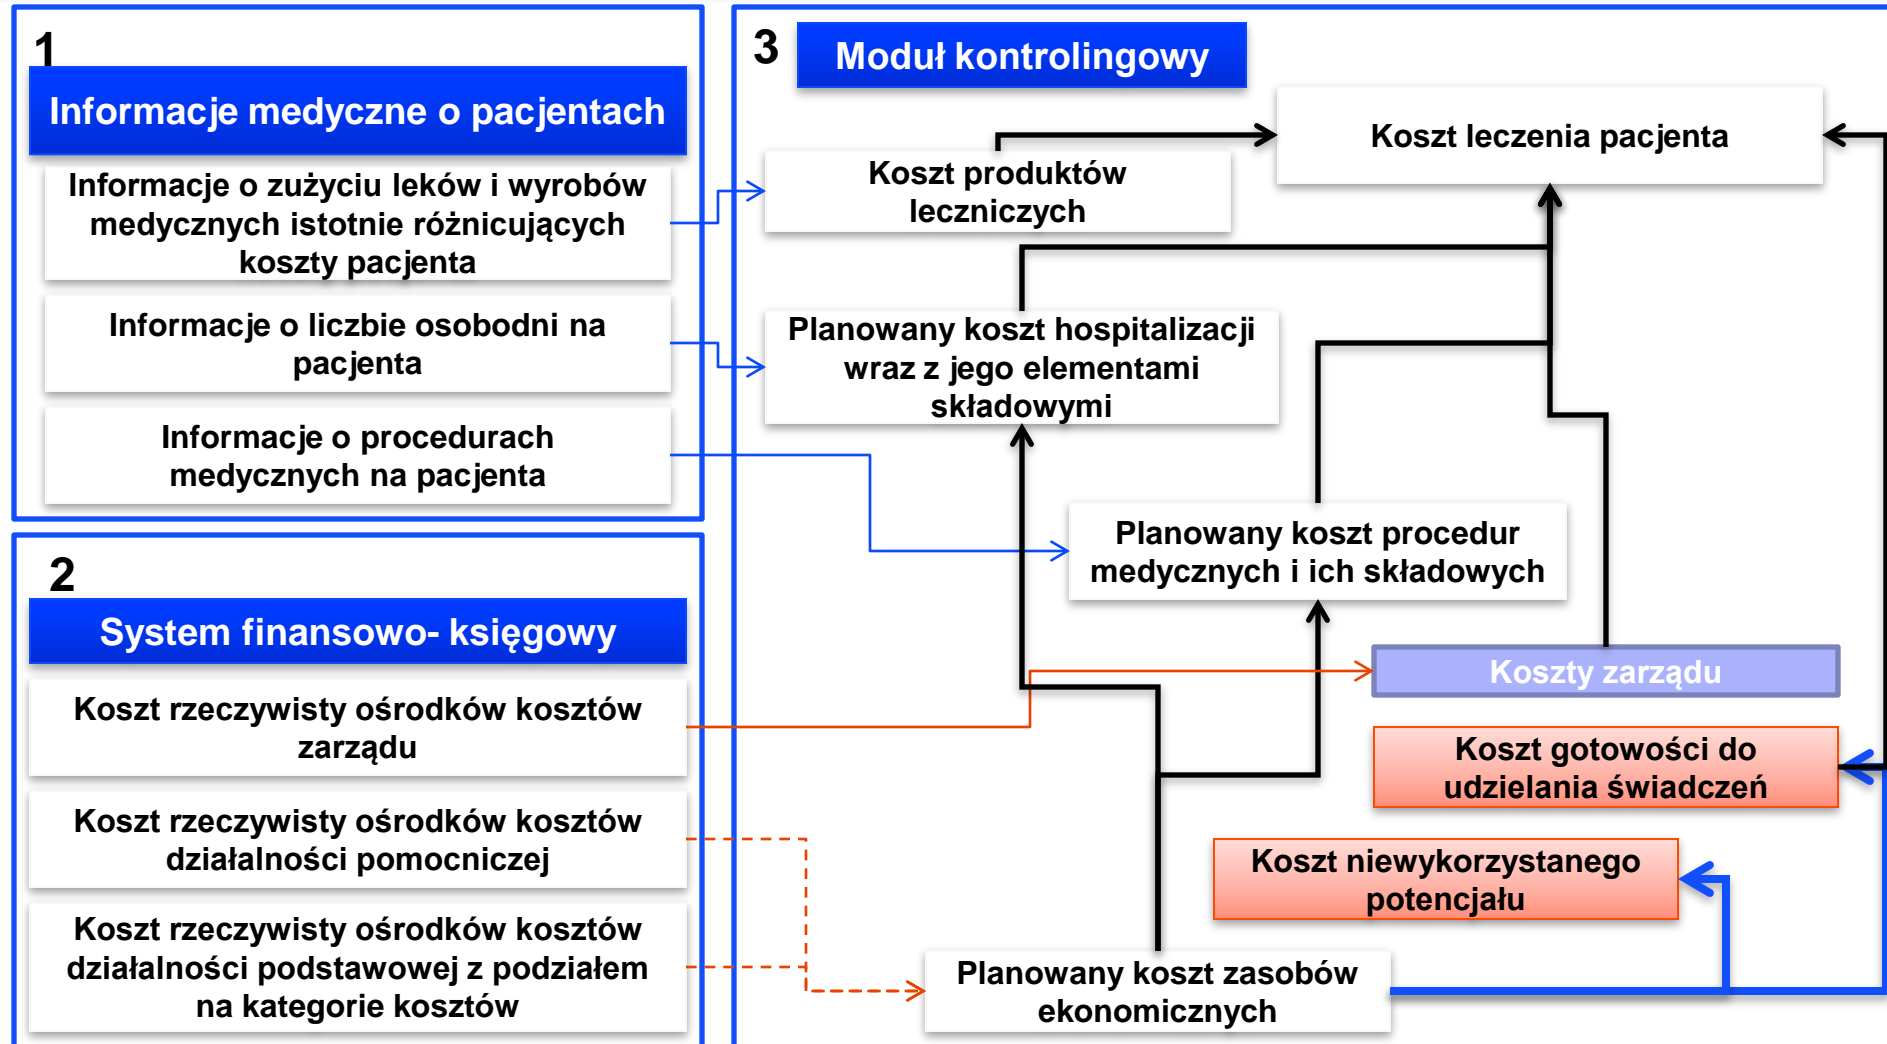 1
Informacje medyczne o pacjentach
Informacje o zużyciu leków i wyrobów
medycznych istotnie różnicujących
koszty pacjenta
Informacje o liczbie osobodni na
pacjenta
Informacje o procedurach
medycznych na pacjenta
2
System finansowo- księgowy
Koszt rzeczywisty ośrodków kosztów
zarządu
Koszt rzeczywisty ośrodków kosztów
działalności pomocniczej
Koszt rzeczywisty ośrodków kosztów
działalności podstawowej z podziałem
na kategorie kosztów
3
Moduł kontrolingowy
Koszt leczenia pacjenta
Koszt produktów
leczniczych
Planowany koszt hospitalizacji
wraz z jego elementami
składowymi
Planowany koszt procedur
medycznych i ich składowych
Koszty zarządu
Koszt gotowości do
udzielania świadczeń
Koszt niewykorzystanego
potencjału
Planowany koszt zasobów
ekonomicznych